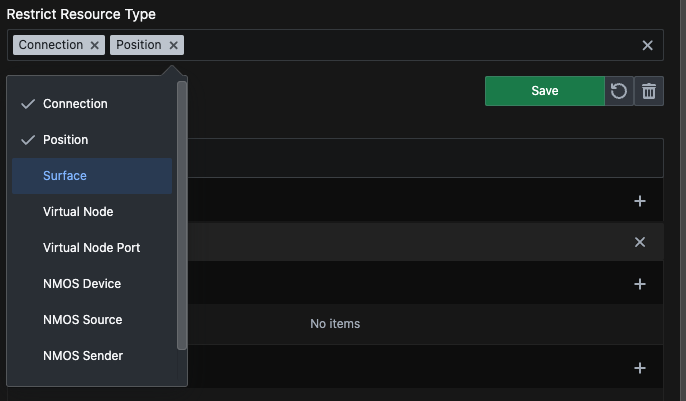 Restrict Resource Type
Connection Position
Save
Connection
Position
Surface
Virtual Node
Virtual Node Port
NMOS Device
NMOS Source
No items
NMOS Sender